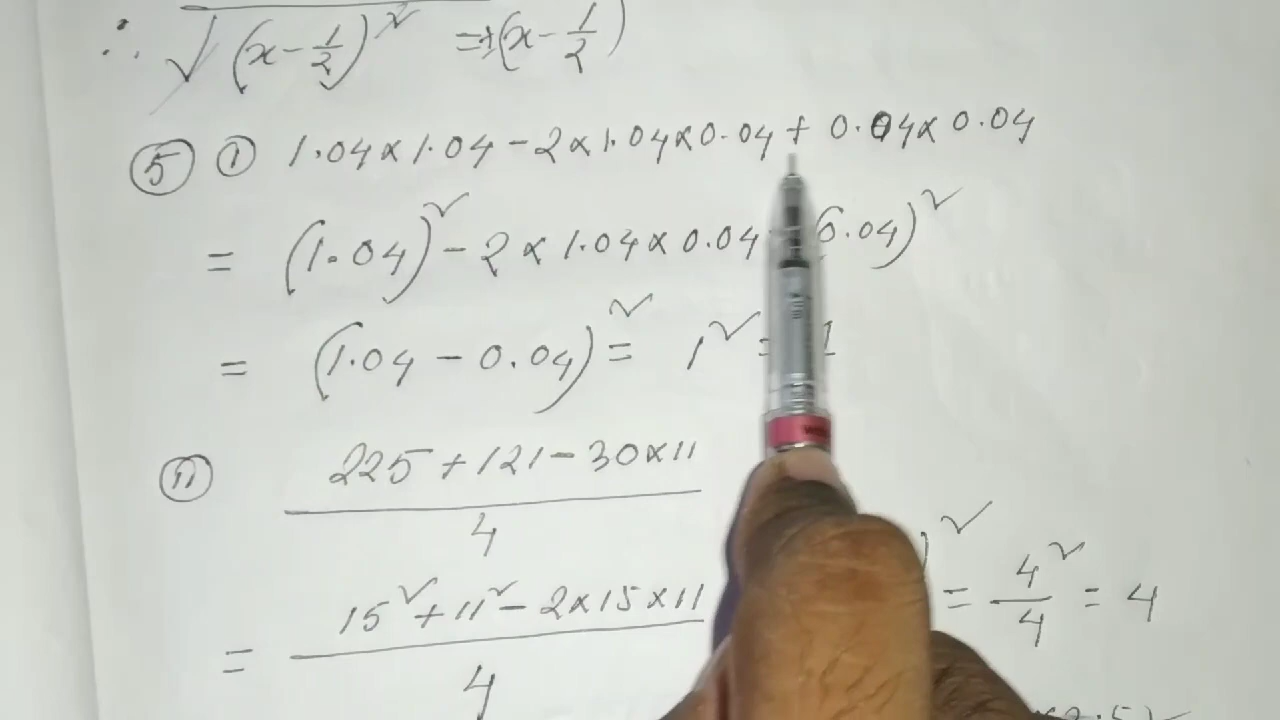 ∴ √(x - 1/2)² = ±(x - 1/2)
⑤ ① 1.04 × 1.04 - 2 × 1.04 × 0.04 + 0.04 × 0.04
= (1.04)² - 2 × 1.04 × 0.04 (0.04)²
= (1.04 - 0.04)² = 1² = 1
ⓘⓘ 225 + 121 - 30 × 11 / 4
= 15² + 11² - 2 × 15 × 11 / 4 )² = 4²/4 = 4